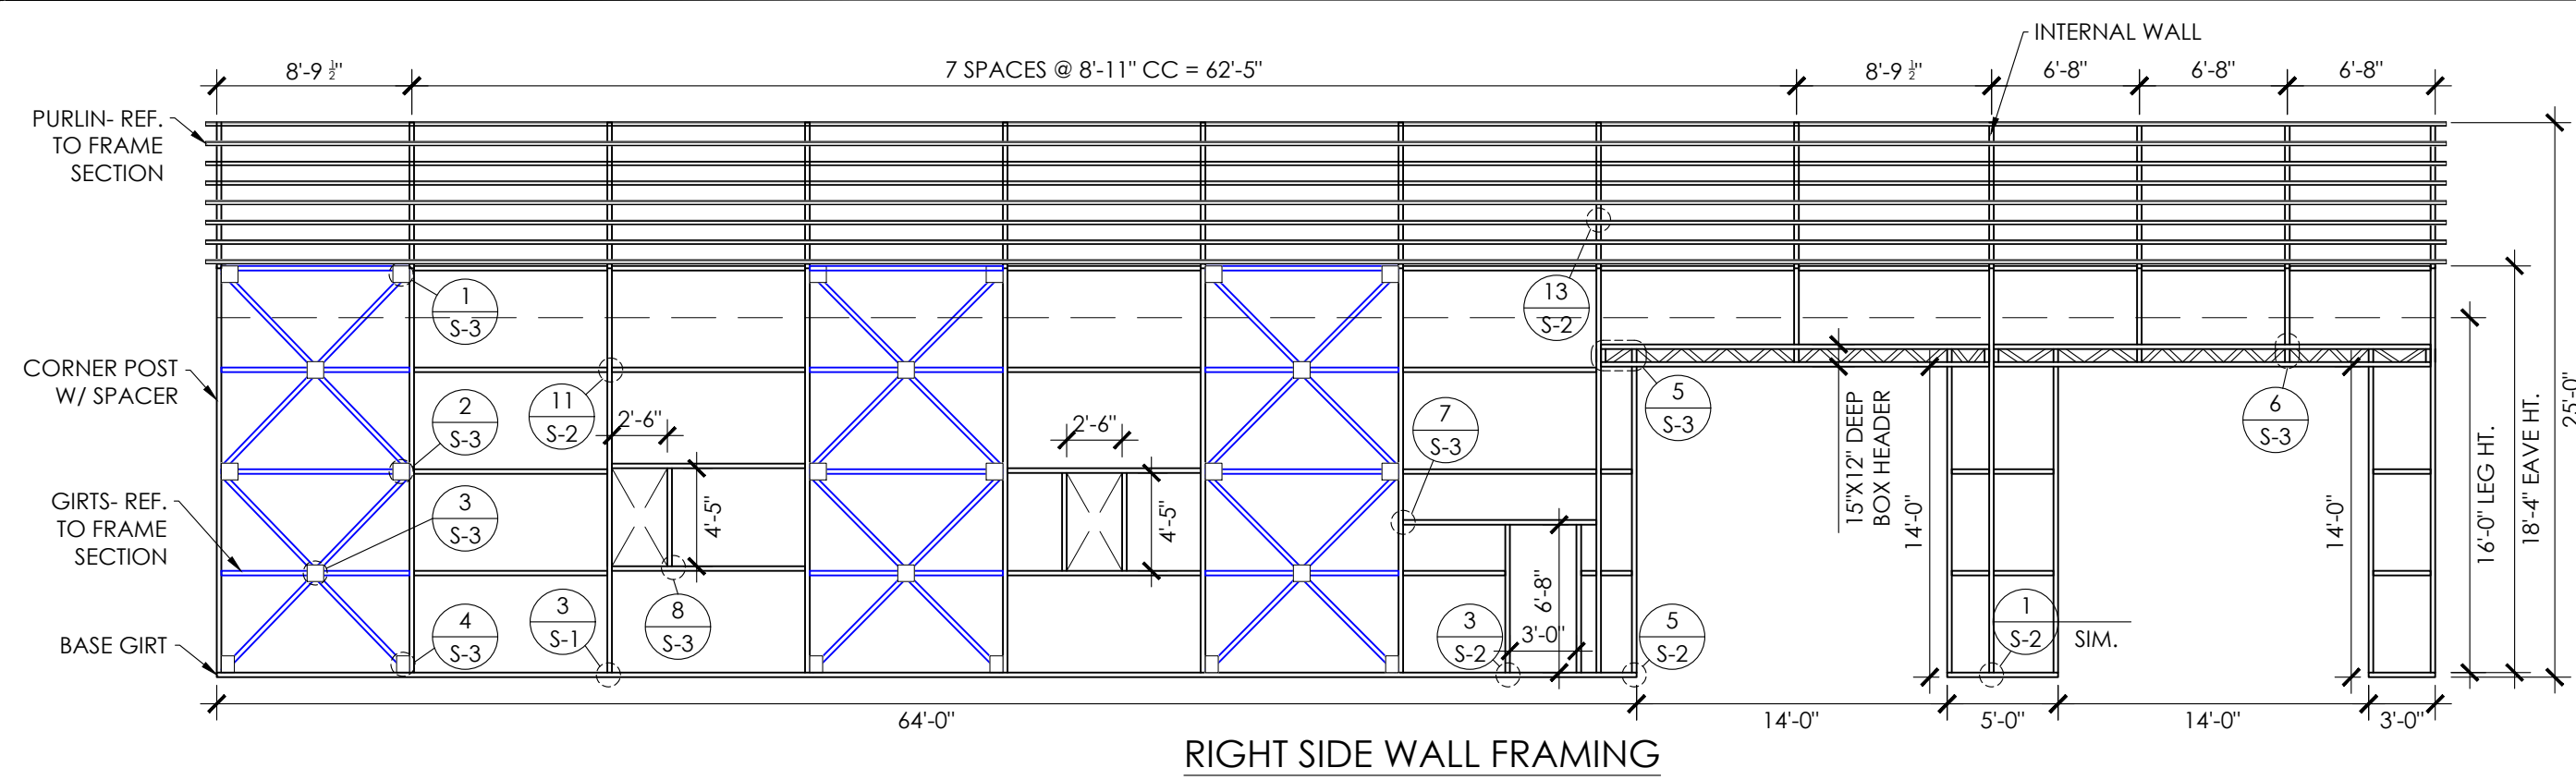 INTERNAL WALL
8'-9 ½"
7 SPACES @ 8'-11" CC = 62'-5"
8'-9 ½"
6'-8"
6'-8"
6'-8"
PURLIN- REF.
TO FRAME
SECTION
1
S-3
13
S-2
CORNER POST
W/ SPACER
2
S-3
11
S-2
2'-6"
2'-6"
7
S-3
5
S-3
15"X12" DEEP
BOX HEADER
14'-0"
6
S-3
14'-0"
16'-0" LEG HT.
18'-4" EAVE HT.
25'-0"
GIRTS- REF.
TO FRAME
SECTION
3
S-3
4'-5"
4'-5"
6'-8"
3'-0"
BASE GIRT
4
S-3
3
S-1
8
S-3
3
S-2
5
S-2
1
S-2
SIM.
64'-0"
14'-0"
5'-0"
14'-0"
3'-0"
RIGHT SIDE WALL FRAMING